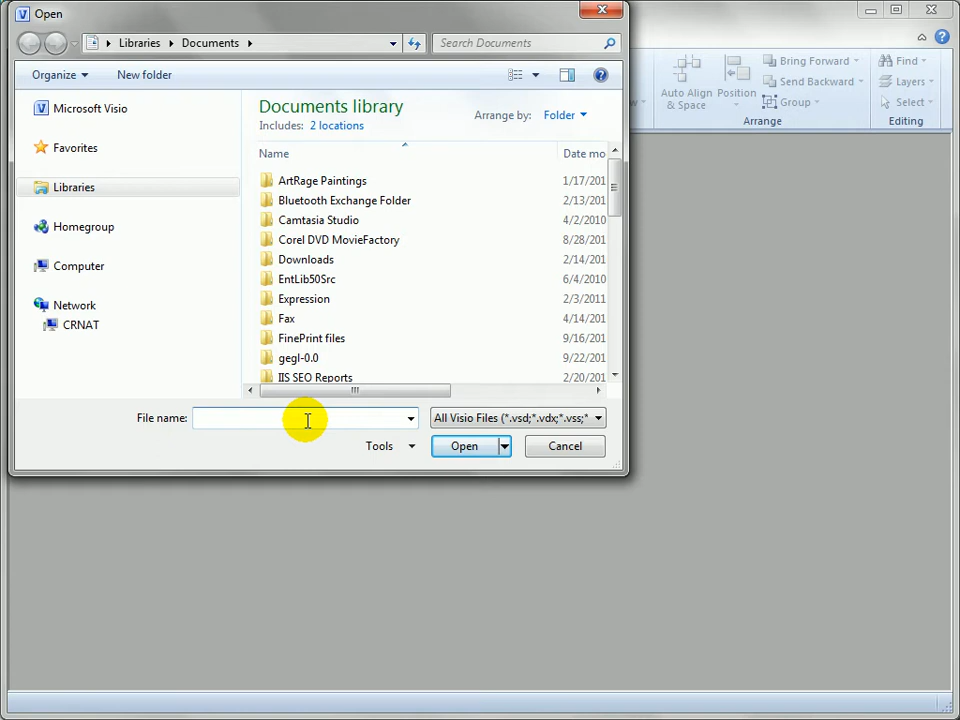 Open
Libraries Documents
Search Documents
Organize New folder
Microsoft Visio
Favorites
Libraries
Homegroup
Computer
Network
CRNAT
Documents library
Includes: 2 locations
Arrange by: Folder
Name Date mo
ArtRage Paintings 1/17/201
Bluetooth Exchange Folder 2/13/201
Camtasia Studio 4/2/2010
Corel DVD MovieFactory 8/28/201
Downloads 2/14/201
EntLib50Src 6/4/2010
Expression 2/3/2011
Fax 4/14/201
FinePrint files 9/16/201
gegl-0.0 9/22/201
IIS SEO Reports 2/20/201
File name: All Visio Files (*.vsd;*.vdx;*.vss;*
Tools Open Cancel
Auto Align & Space
Position
Bring Forward
Send Backward
Group
Arrange
Find
Layers
Select
Editing